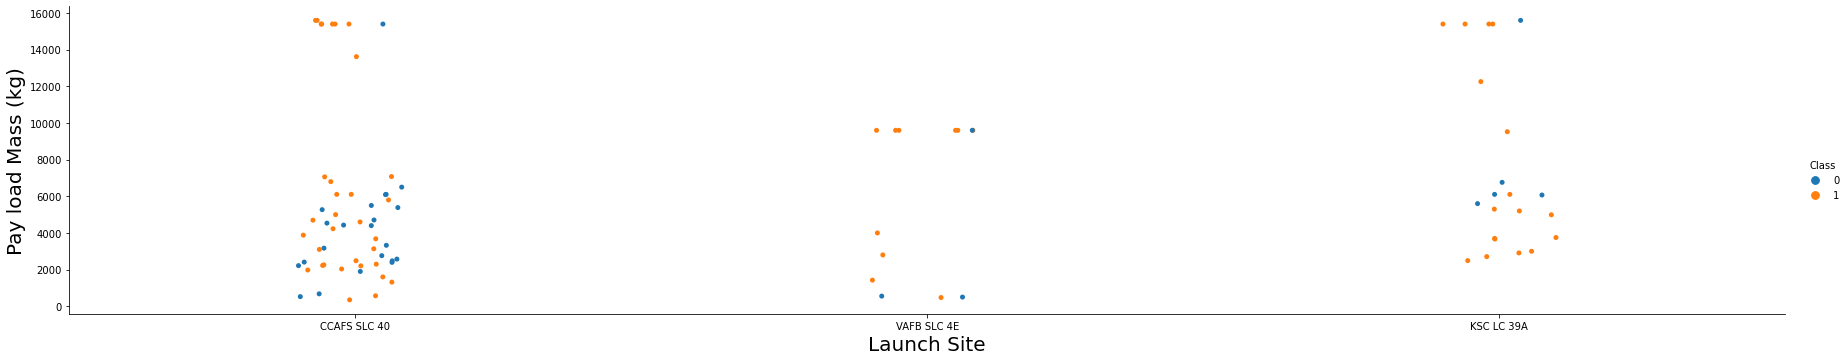 16000
14000
12000
10000
8000
6000
4000
2000
0
Pay load Mass (kg)
CCAFS SLC 40
VAFB SLC 4E
KSC LC 39A
Launch Site
Class
0
1